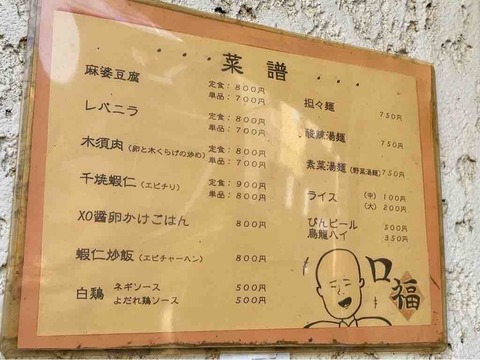 ・・・・菜譜・・・・
麻婆豆腐 定食：800円
単品：700円
レバニラ 定食：800円
単品：700円
木須肉（卵と木くらげの炒め） 定食：800円
単品：700円
干焼蝦仁（エビチリ） 定食：900円
単品：800円
XO醤卵かけごはん 800円
蝦仁炒飯（エビチャーハン） 800円
白鶏 ネギソース 500円
よだれ鶏ソース 500円
担々麺 750円
酸辣湯麺 750円
素菜湯麺（野菜湯麺）750円
ライス （中）100円
（大）200円
びんビール 500円
烏龍ハイ 350円
口福